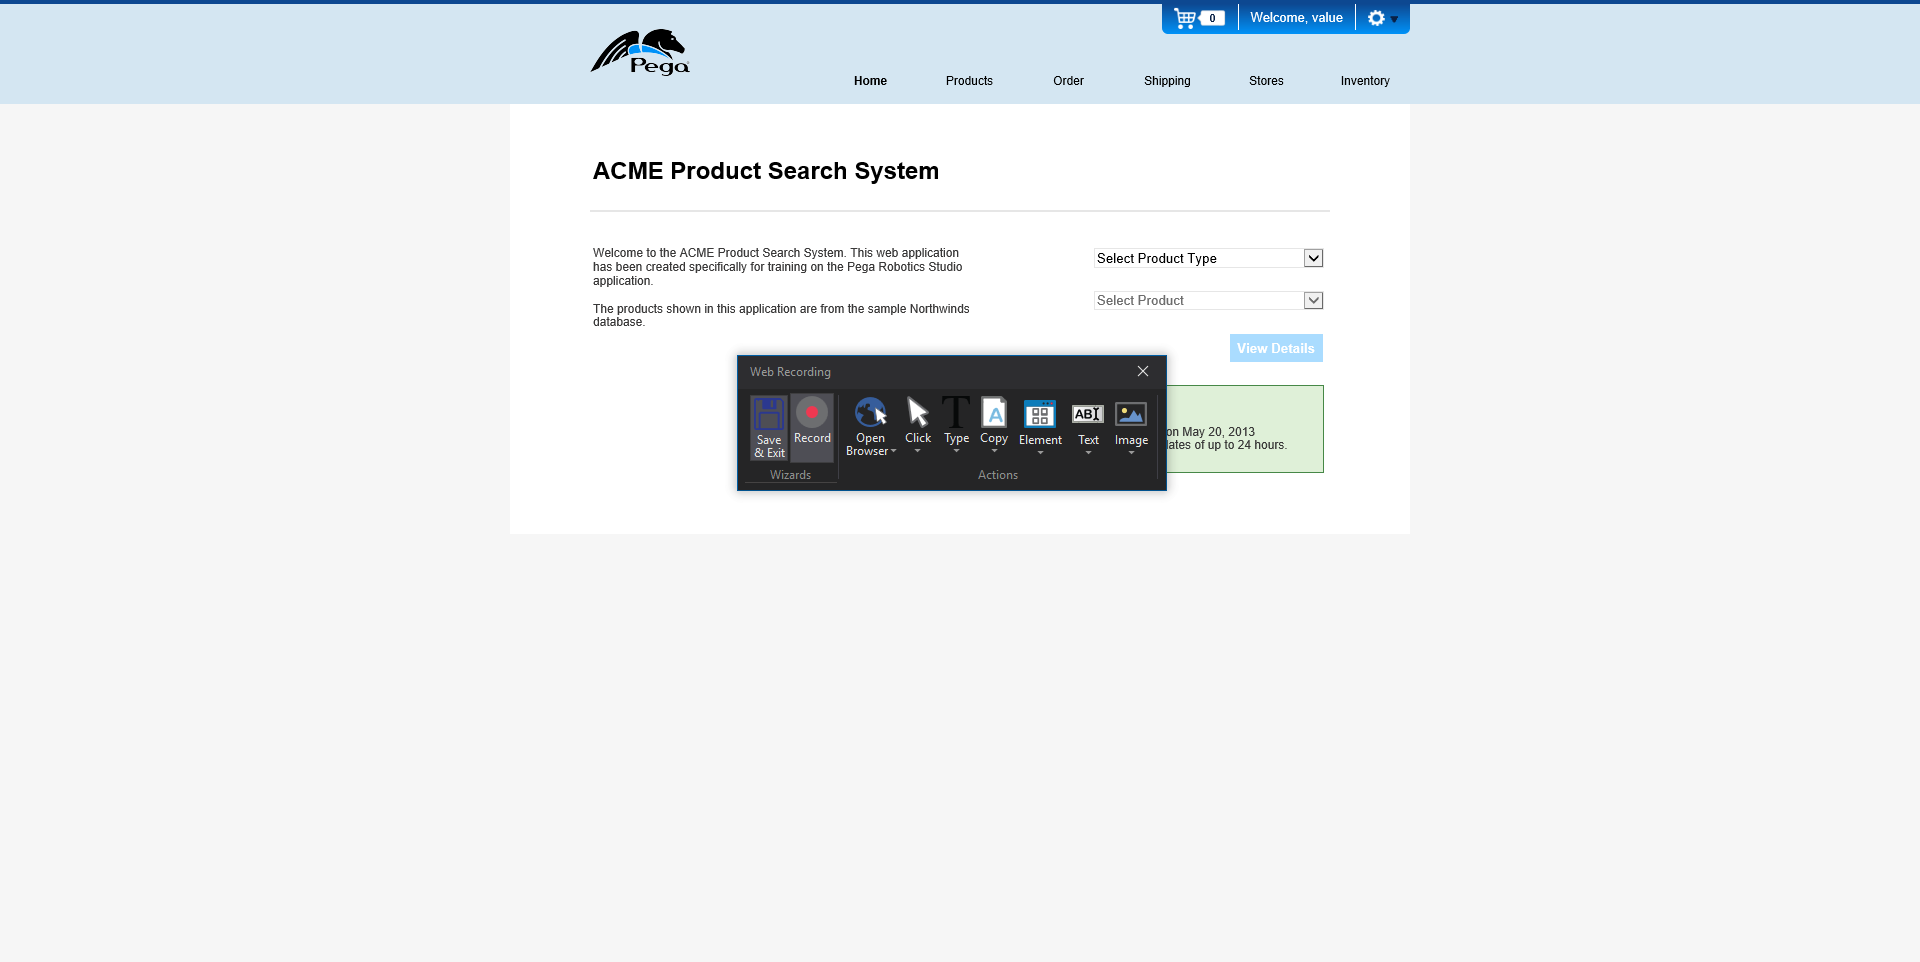 0
Welcome, value
Pega
Home
Products
Order
Shipping
Stores
Inventory
ACME Product Search System
Welcome to the ACME Product Search System. This web application
has been created specifically for training on the Pega Robotics Studio
application.
The products shown in this application are from the sample Northwinds
database.
Select Product Type
Select Product
View Details
on May 20, 2013
lates of up to 24 hours.
Web Recording
Save
& Exit
Record
Wizards
Open
Browser
Click
Type
Copy
Element
Text
Image
ABI
Actions